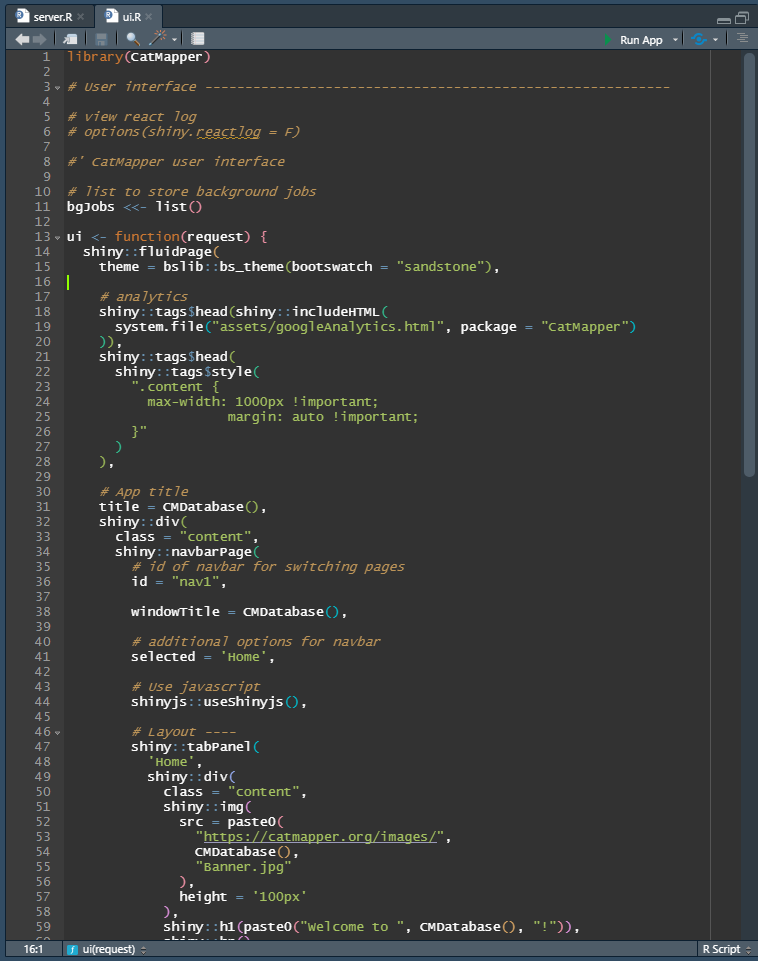 server.R
ui.R
Run App
1 library(CatMapper)
2
3 # User interface ----------------------------------------------------------
4
5 # view react log
6 # options(shiny.reactlog = F)
7
8 #' CatMapper user interface
9
10 # list to store background jobs
11 bgJobs <<- list()
12
13 ui <- function(request) {
14   shiny::fluidPage(
15     theme = bslib::bs_theme(bootswatch = "sandstone"),
16
17     # analytics
18     shiny::tags$head(shiny::includeHTML(
19       system.file("assets/googleAnalytics.html", package = "CatMapper")
20     )),
21     shiny::tags$head(
22       shiny::tags$style(
23         ".content {
24           max-width: 1000px !important;
25                     margin: auto !important;
26         }"
27       )
28     ),
29
30     # App title
31     title = CMDatabase(),
32     shiny::div(
33       class = "content",
34       shiny::navbarPage(
35         # id of navbar for switching pages
36         id = "nav1",
37
38         windowTitle = CMDatabase(),
39
40         # additional options for navbar
41         selected = 'Home',
42
43         # Use javascript
44         shinyjs::useShinyjs(),
45
46         # Layout ----
47         shiny::tabPanel(
48           'Home',
49           shiny::div(
50             class = "content",
51             shiny::img(
52               src = paste0(
53                 "https://catmapper.org/images/",
54                 CMDatabase(),
55                 "Banner.jpg"
56               ),
57               height = '100px'
58             ),
59             shiny::h1(paste0("Welcome to ", CMDatabase(), "!")),
16:1
ui(request)
R Script